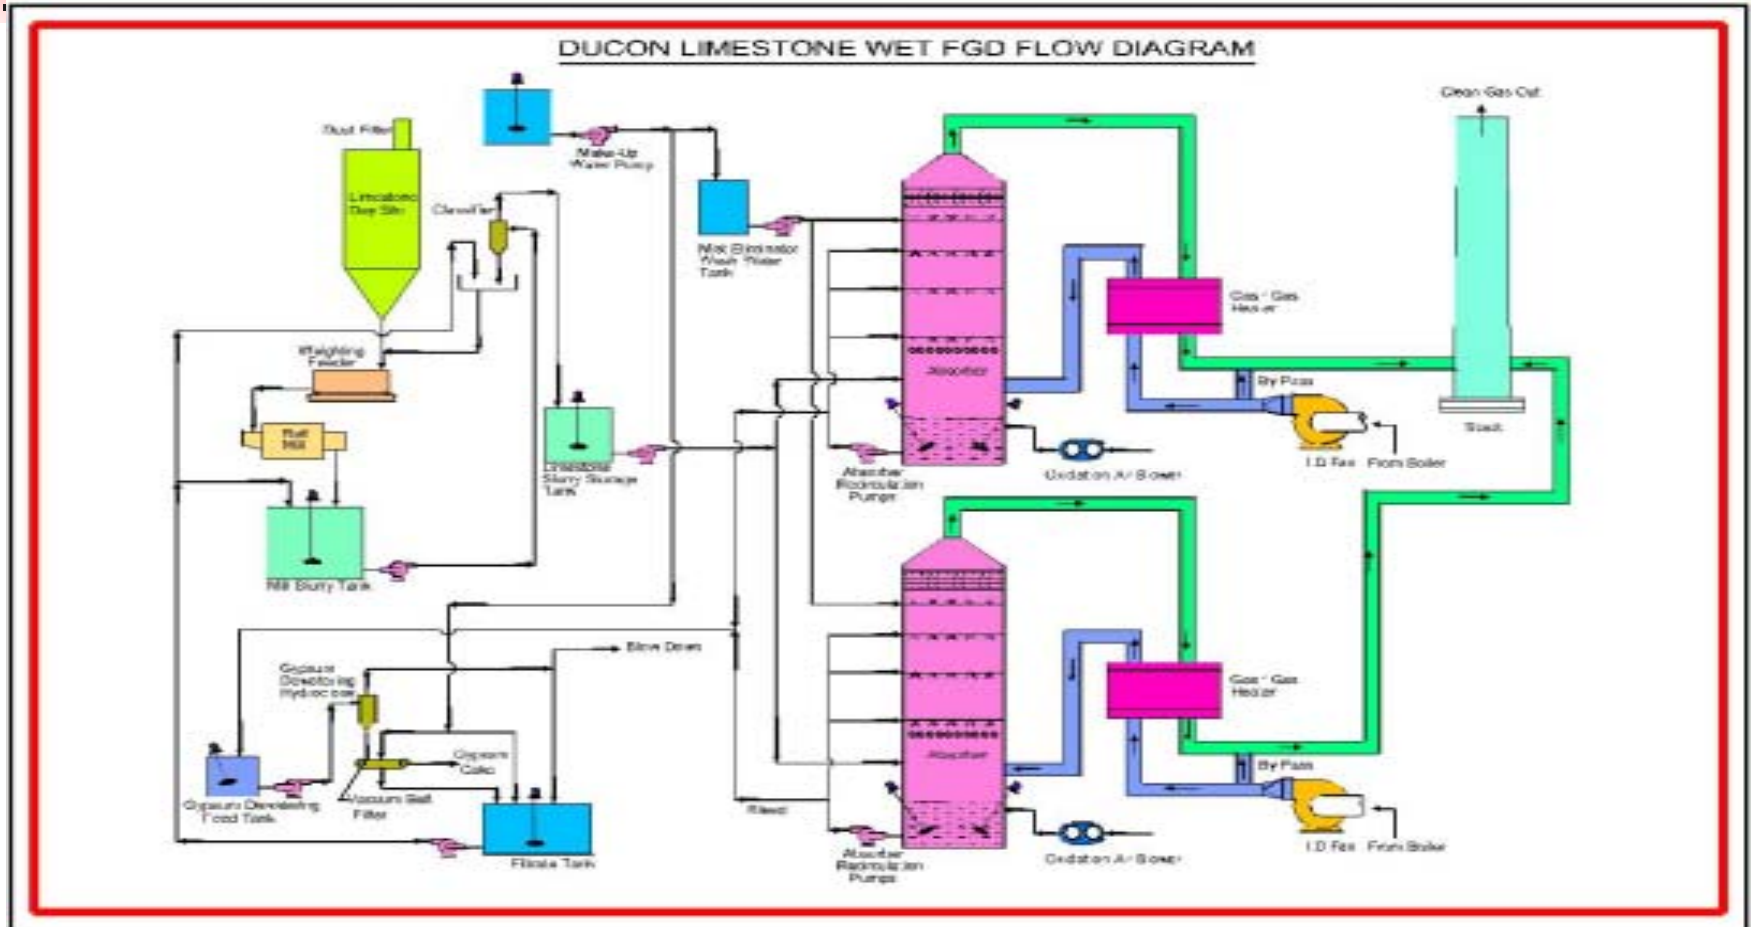 DUCON LIMESTONE WET FGD FLOW DIAGRAM
Clean Gas Out
Dust Filter
Make-Up
Water Pump
Limestone
Day Silo
Classifier
Mist Eliminator
Wash Water
Tank
Gas - Gas
Heater
Weighting
Feeder
Absorber
By Pass
Ball
Mill
Stack
Limestone
Slurry Storage
Tank
Absorber
Recirculation
Pumps
Oxidation Air Blower
I.D Fan
From Boiler
Mill Slurry Tank
Blow Down
Gypsum
Dewatering
Hydroclone
Gas - Gas
Heater
Gypsum
Cake
Absorber
By Pass
Gypsum Dewatering
Feed Tank
Vacuum Belt
Filter
Bleed
Filtrate Tank
Absorber
Recirculation
Pumps
Oxidation Air Blower
I.D Fan
From Boiler